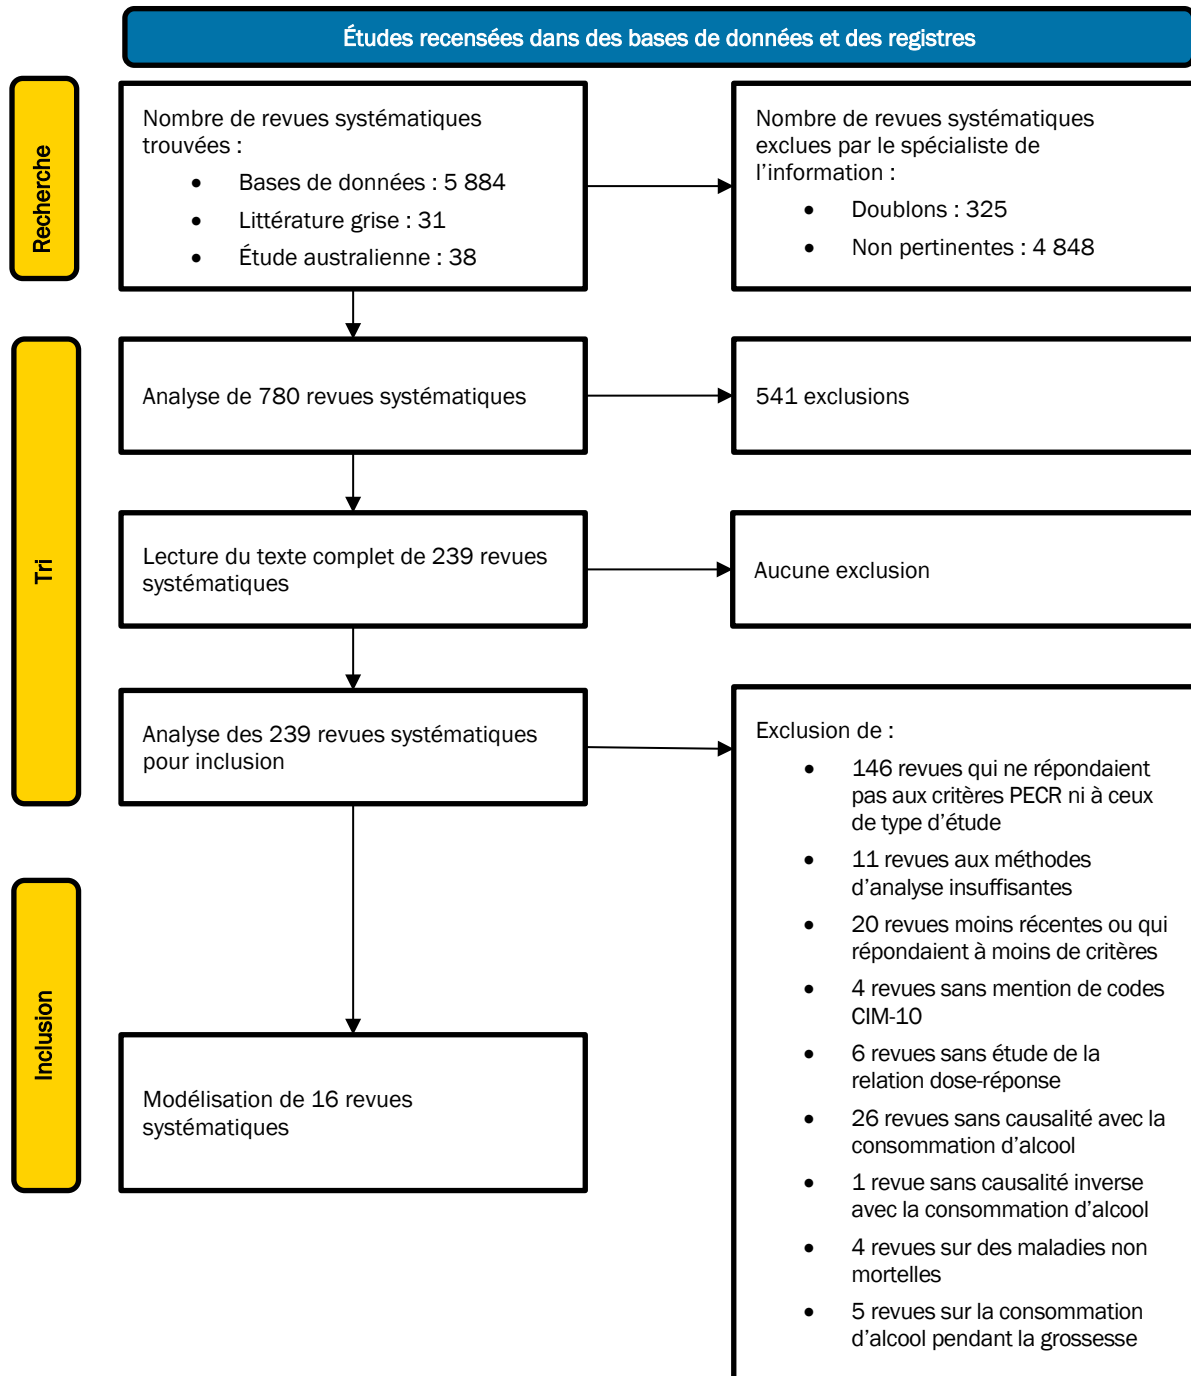 Études recensées dans des bases de données et des registres
Recherche
Nombre de revues systématiques
trouvées :
• Bases de données : 5 884
• Littérature grise : 31
• Étude australienne : 38
Nombre de revues systématiques
exclues par le spécialiste de
l’information :
• Doublons : 325
• Non pertinentes : 4 848
Tri
Analyse de 780 revues systématiques
541 exclusions
Lecture du texte complet de 239 revues
systématiques
Aucune exclusion
Analyse des 239 revues systématiques
pour inclusion
Exclusion de :
• 146 revues qui ne répondaient
pas aux critères PECR ni à ceux
de type d’étude
• 11 revues aux méthodes
d’analyse insuffisantes
• 20 revues moins récentes ou qui
répondaient à moins de critères
• 4 revues sans mention de codes
CIM-10
• 6 revues sans étude de la
relation dose-réponse
• 26 revues sans causalité avec la
consommation d’alcool
• 1 revue sans causalité inverse
avec la consommation d’alcool
• 4 revues sur des maladies non
mortelles
• 5 revues sur la consommation
d’alcool pendant la grossesse
Inclusion
Modélisation de 16 revues
systématiques